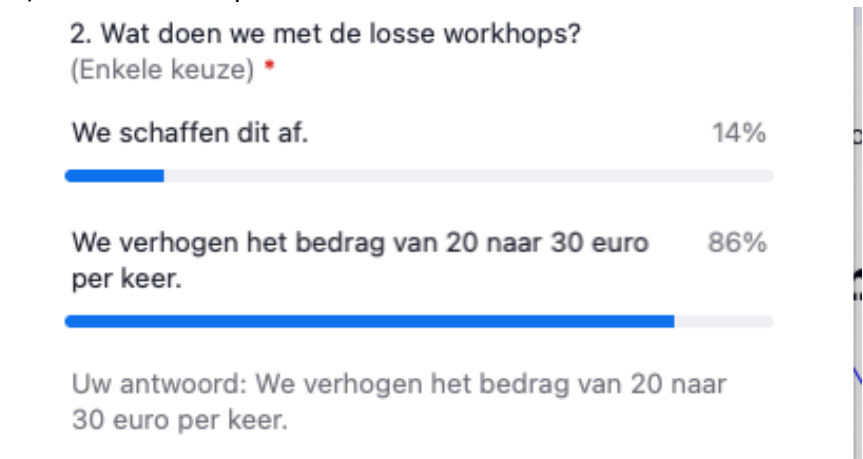 2. Wat doen we met de losse workhops?
(Enkele keuze) *
We schaffen dit af. 14%
We verhogen het bedrag van 20 naar 30 euro 86%
per keer.
Uw antwoord: We verhogen het bedrag van 20 naar
30 euro per keer.